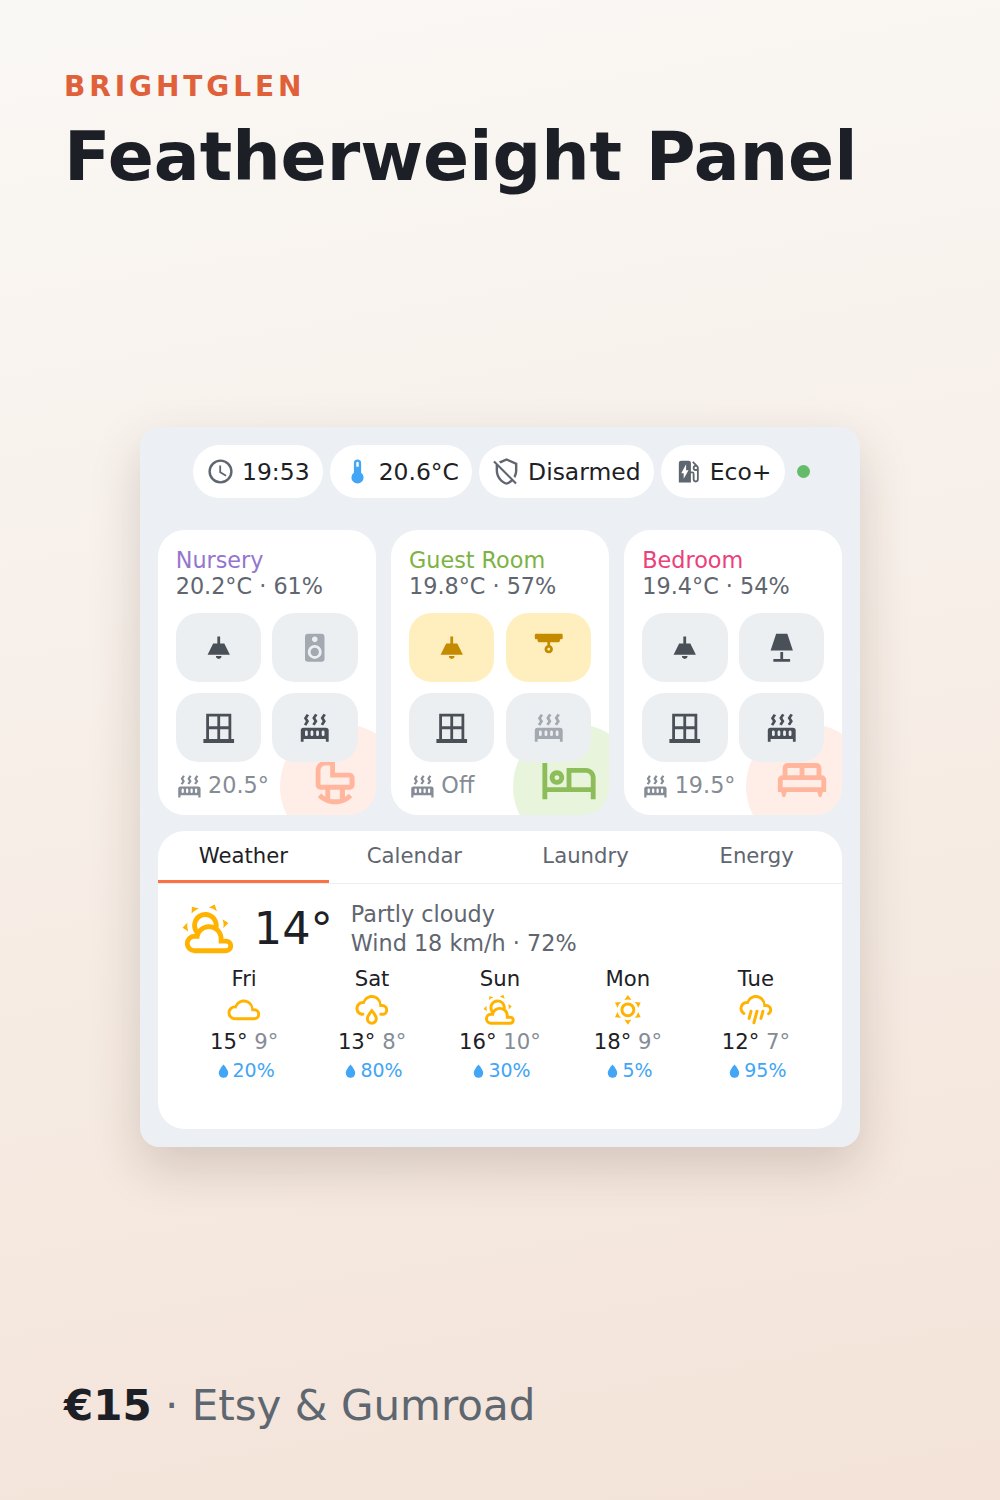 BRIGHTGLEN
Featherweight Panel
19:53 20.6°C Disarmed Eco+
Nursery
20.2°C · 61%
20.5°
Guest Room
19.8°C · 57%
Off
Bedroom
19.4°C · 54%
19.5°
Weather Calendar Laundry Energy
14°
Partly cloudy
Wind 18 km/h · 72%
Fri Sat Sun Mon Tue
15° 9° 13° 8° 16° 10° 18° 9° 12° 7°
20% 80% 30% 5% 95%
€15 · Etsy & Gumroad